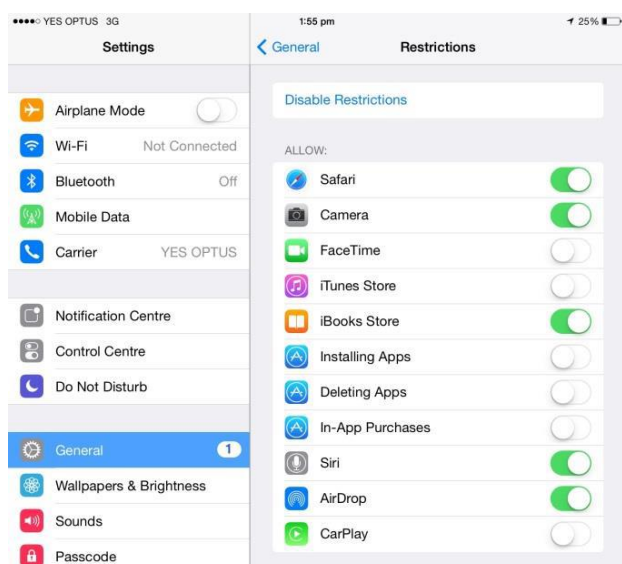 YES OPTUS 3G
1:55 pm
25%
Settings
General
Restrictions
Airplane Mode
Wi-Fi Not Connected
Bluetooth Off
Mobile Data
Carrier YES OPTUS
Notification Centre
Control Centre
Do Not Disturb
General 1
Wallpapers & Brightness
Sounds
Passcode
Disable Restrictions
ALLOW:
Safari
Camera
FaceTime
iTunes Store
iBooks Store
Installing Apps
Deleting Apps
In-App Purchases
Siri
AirDrop
CarPlay